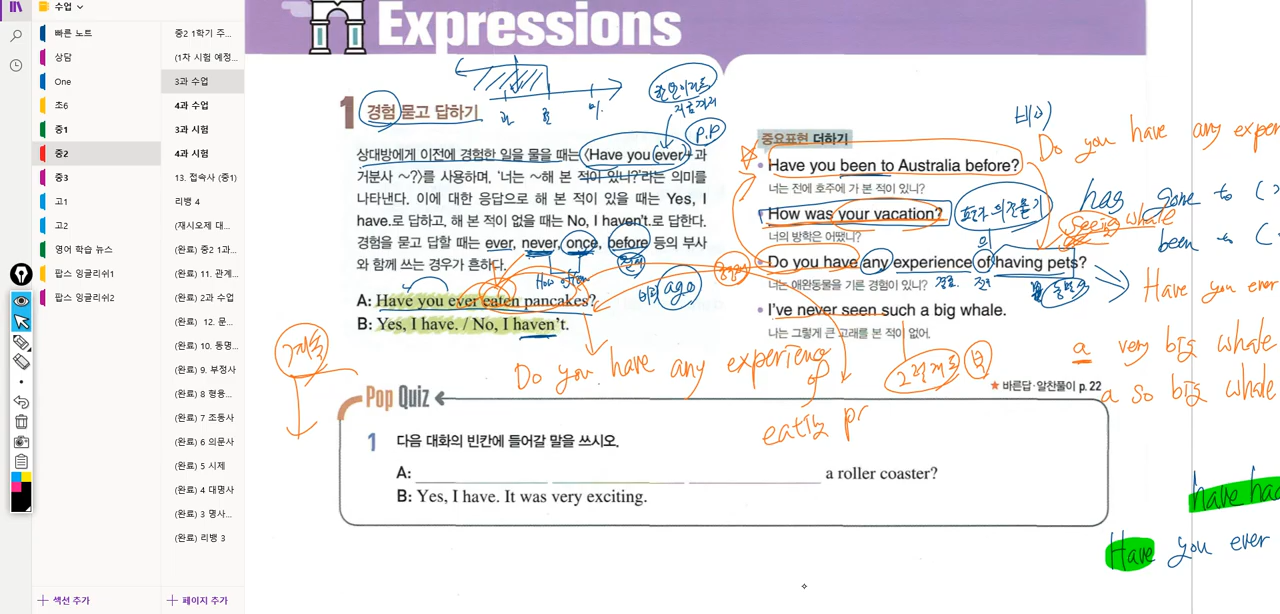 수업
빠른 노트
상담
One
초6
중1
중2
중3
고1
고2
영어 학습 뉴스
팝스 잉글리쉬1
팝스 잉글리쉬2
섹션 추가
중2 1학기 주...
(1차 시험 예정...
3과 수업
4과 수업
3과 시험
4과 시험
13. 접속사 (중1)
리뱅 4
(재시오제 대...
(완료) 중2 1과...
(완료) 11. 관계...
(완료) 2과 수업
(완료) 12. 문...
(완료) 10. 동명...
(완료) 9. 부정사
(완료) 8 형용...
(완료) 7 조동사
(완료) 6 의문사
(완료) 5 시제
(완료) 4 대명사
(완료) 3 명사...
(완료) 리뱅 3
페이지 추가
Expressions
1 경험 묻고 답하기
P.P
상대방에게 이전에 경험한 일을 물을 때는 〈Have you ever+과
거분사 ~?〉를 사용하며, '너는 ~해 본 적이 있니?'라는 의미를
나타낸다. 이에 대한 응답으로 해 본 적이 있을 때는 Yes, I
have.로 답하고, 해 본 적이 없을 때는 No, I haven't.로 답한다.
경험을 묻고 답할 때는 ever, never, once, before 등의 부사
와 함께 쓰는 경우가 흔하다.
How often
ago
A: Have you ever eaten pancakes?
B: Yes, I have. / No, I haven't.
Do you have any experience
of
eating
중요표현 더하기
• Have you been to Australia before?
너는 전에 호주에 가 본 적이 있니?
• How was your vacation?
너의 방학은 어땠니?
• Do you have any experience of having pets?
너는 애완동물을 기른 경험이 있니?
• I've never seen such a big whale.
나는 그렇게 큰 고래를 본 적이 없어.
Do you have any
has gone to (
seeing whale
been to (
Have you ever
a very big whale
a so big whale
Pop Quiz
★ 바른답·알찬풀이 p. 22
1 다음 대화의 빈칸에 들어갈 말을 쓰시오.
A: a roller coaster?
B: Yes, I have. It was very exciting.
have
Have you ever